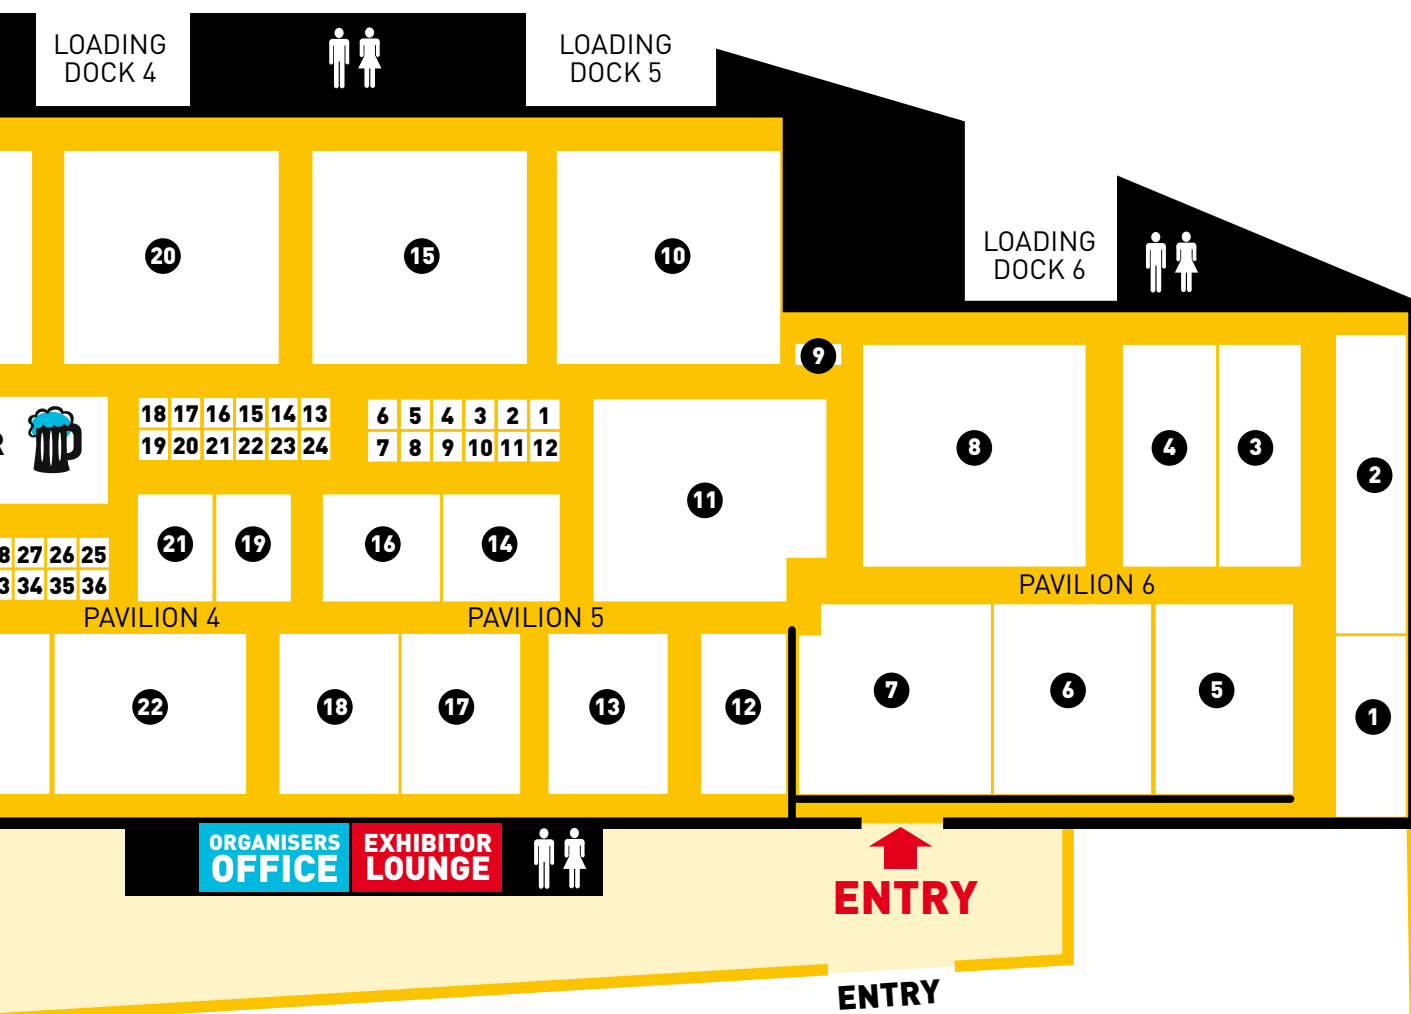 LOADING
DOCK 4
LOADING
DOCK 5
LOADING
DOCK 6
20
15
10
9
18 17 16 15 14 13
19 20 21 22 23 24
6 5 4 3 2 1
7 8 9 10 11 12
8
4
3
2
11
R
21
19
16
14
8 27 26 25
3 34 35 36
PAVILION 4
PAVILION 5
PAVILION 6
22
18
17
13
12
7
6
5
1
ORGANISERS
OFFICE
EXHIBITOR
LOUNGE
ENTRY
ENTRY